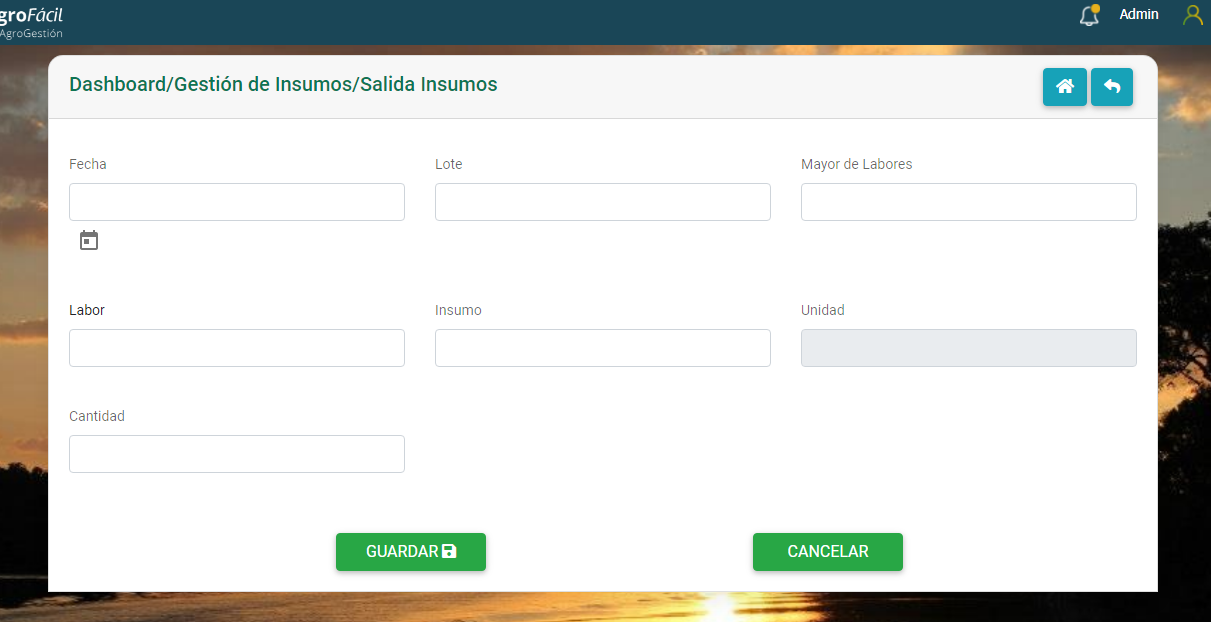 groFácil
AgroGestión
Admin
Dashboard/Gestión de Insumos/Salida Insumos
Fecha
Lote
Mayor de Labores
Labor
Insumo
Unidad
Cantidad
GUARDAR
CANCELAR